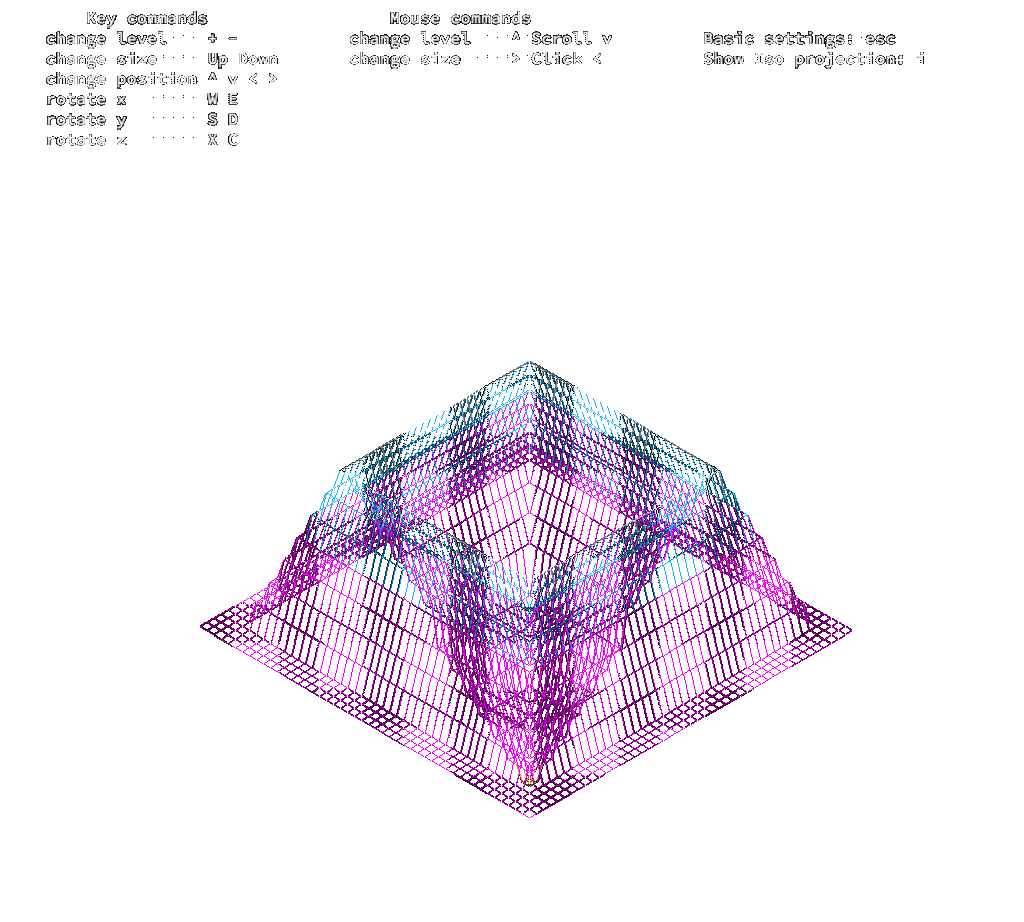 Key commands
change level --- + -
change size ---- Up Down
change position ^ v < >
rotate x ----- W E
rotate y ----- S D
rotate z ----- X C
Mouse commands
change level ---^ Scroll v
change size ---> Click <
Basic settings: esc
Show Iso projection: i